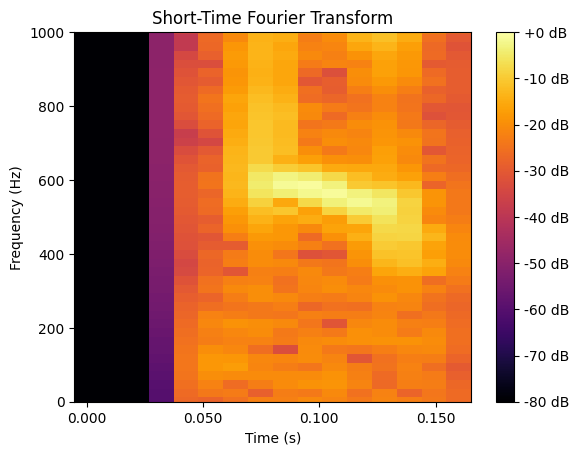 Short-Time Fourier Transform
1000
800
600
400
200
0
Frequency (Hz)
0.000
0.050
0.100
0.150
Time (s)
+0 dB
-10 dB
-20 dB
-30 dB
-40 dB
-50 dB
-60 dB
-70 dB
-80 dB